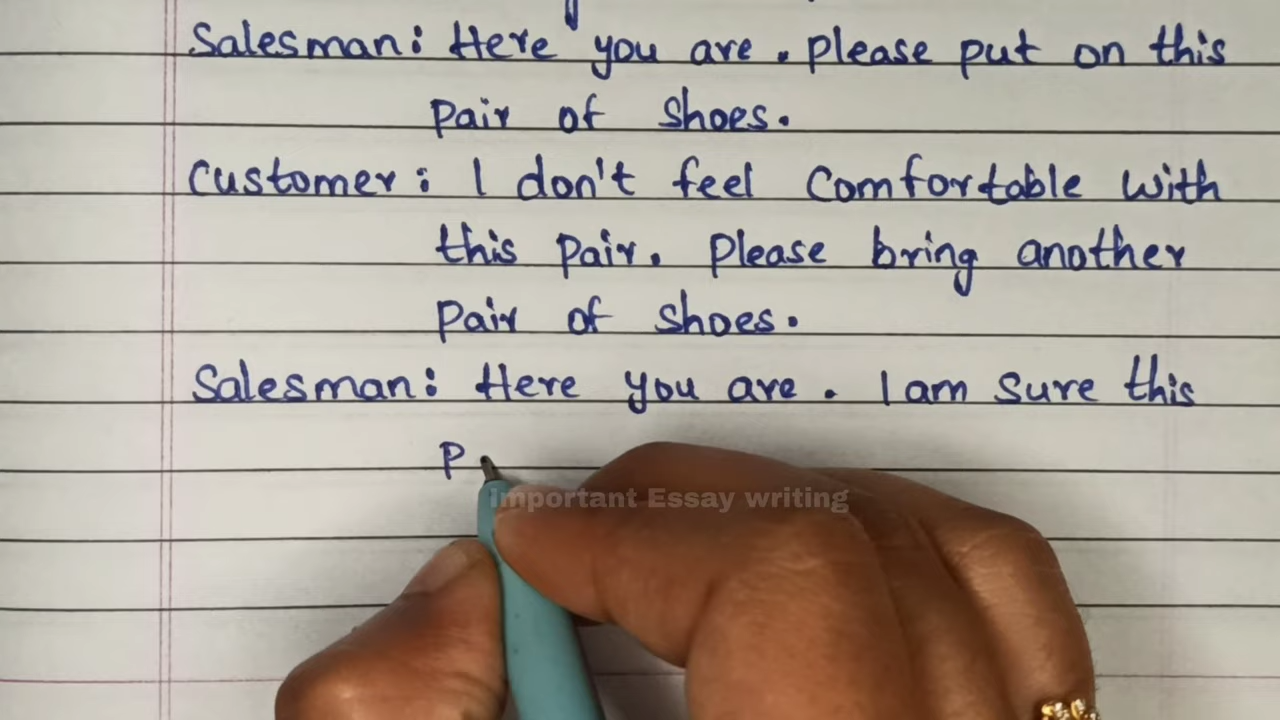 Salesman: Here you are. Please put on this
pair of shoes.
Customer: I don't feel comfortable with
this pair. Please bring another
pair of shoes.
Salesman: Here you are. I am sure this
P
important Essay writing